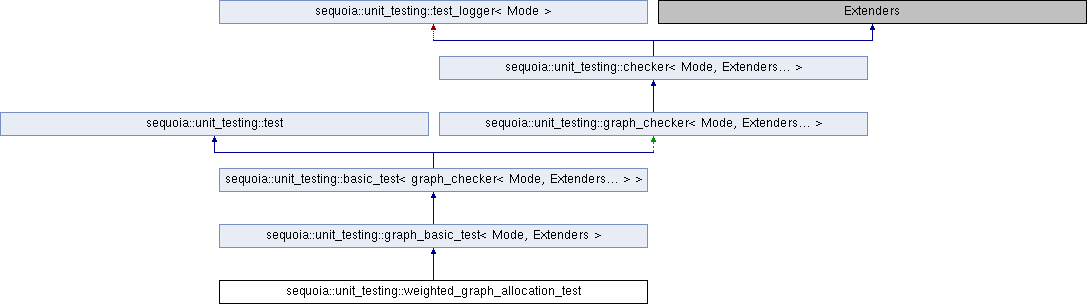 sequoia::unit_testing::test_logger< Mode >
Extenders
sequoia::unit_testing::checker< Mode, Extenders... >
sequoia::unit_testing::test
sequoia::unit_testing::graph_checker< Mode, Extenders... >
sequoia::unit_testing::basic_test< graph_checker< Mode, Extenders... > >
sequoia::unit_testing::graph_basic_test< Mode, Extenders >
sequoia::unit_testing::weighted_graph_allocation_test